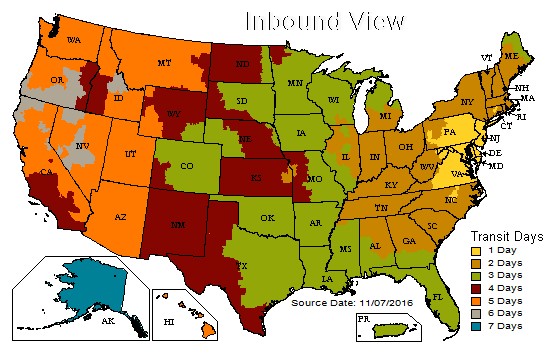 Inbound View
WA
MT
ND
MN
ME
VT
OR
ID
SD
WI
MI
NY
NH
MA
RI
CT
WY
NE
IA
PA
NJ
NV
UT
CO
IL
IN
OH
DE
MD
WV
VA
CA
KS
MO
KY
NC
AZ
NM
OK
AR
TN
SC
TX
MS
AL
GA
LA
FL
AK
HI
PR
Source Date: 11/07/2016
Transit Days
1 Day
2 Days
3 Days
4 Days
5 Days
6 Days
7 Days